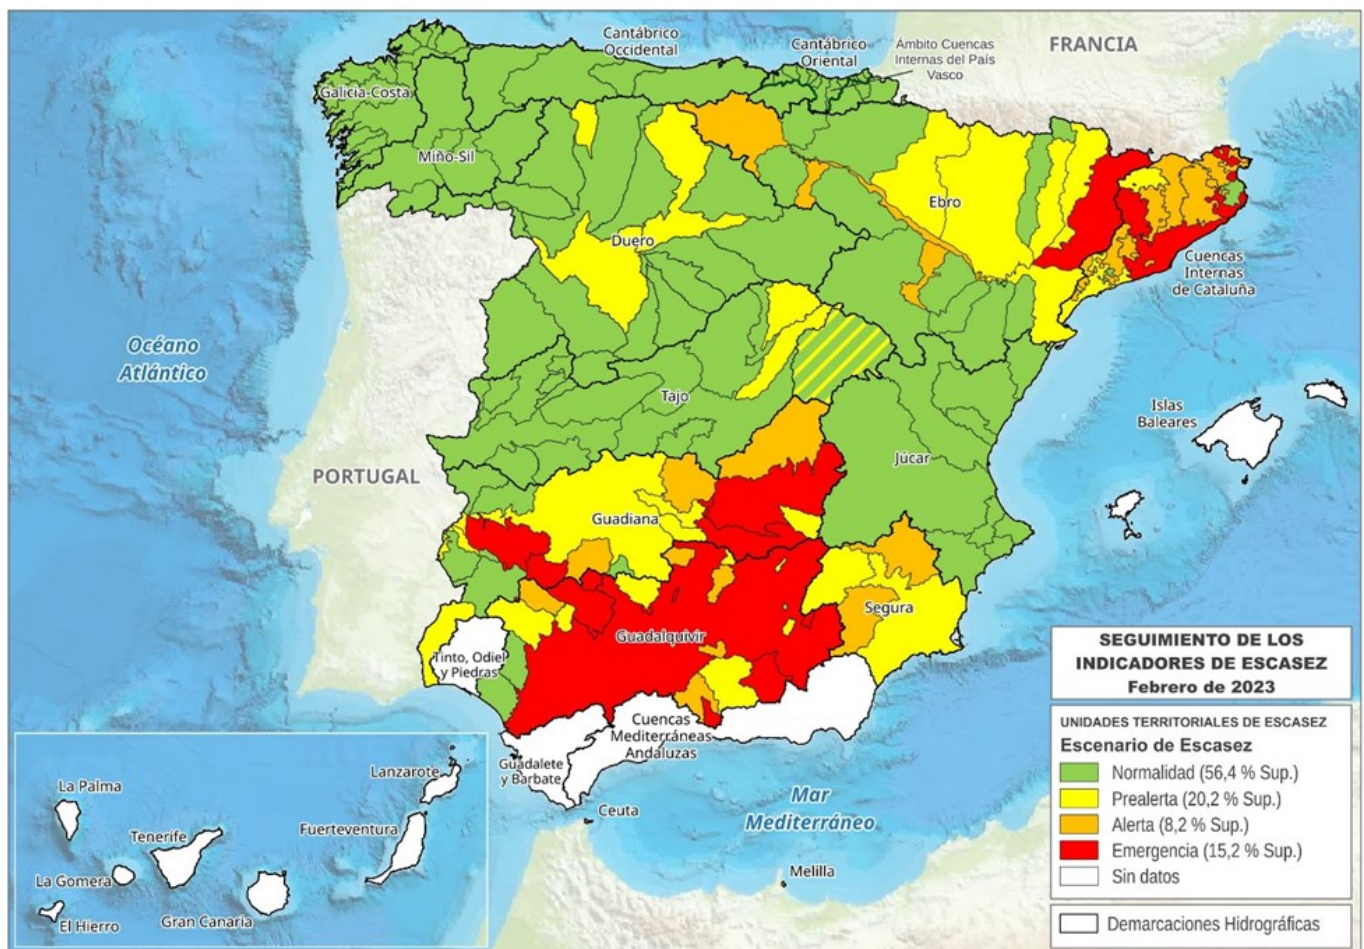 Cantábrico
Occidental
Cantábrico
Oriental
Ámbito Cuencas
Internas del País
Vasco
FRANCIA
Galicia-Costa
Miño-Sil
Duero
Ebro
Cuencas
Internas
de Cataluña
Océano
Atlántico
Tajo
Islas
Baleares
PORTUGAL
Júcar
Guadiana
Segura
Guadalquivir
Tinto, Odiel
y Piedras
Cuencas
Mediterráneas
Andaluzas
Guadalete
y Barbate
Ceuta
Mar
Mediterráneo
Melilla
La Palma
Lanzarote
Tenerife
Fuerteventura
La Gomera
El Hierro
Gran Canaria
SEGUIMIENTO DE LOS
INDICADORES DE ESCASEZ
Febrero de 2023
UNIDADES TERRITORIALES DE ESCASEZ
Escenario de Escasez
Normalidad (56,4 % Sup.)
Prealerta (20,2 % Sup.)
Alerta (8,2 % Sup.)
Emergencia (15,2 % Sup.)
Sin datos
Demarcaciones Hidrográficas